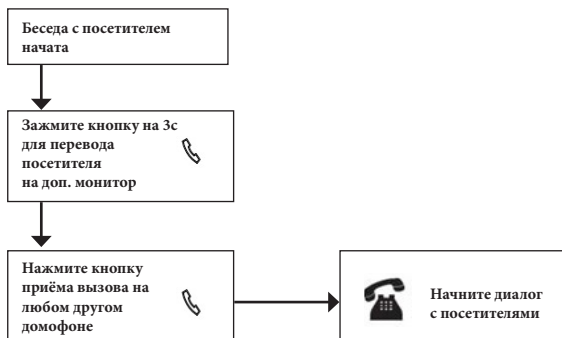 Беседа с посетителем
начата
Зажмите кнопку на 3с
для перевода
посетителя
на доп. монитор
Нажмите кнопку
приёма вызова на
любом другом
домофоне
Начните диалог
с посетителями